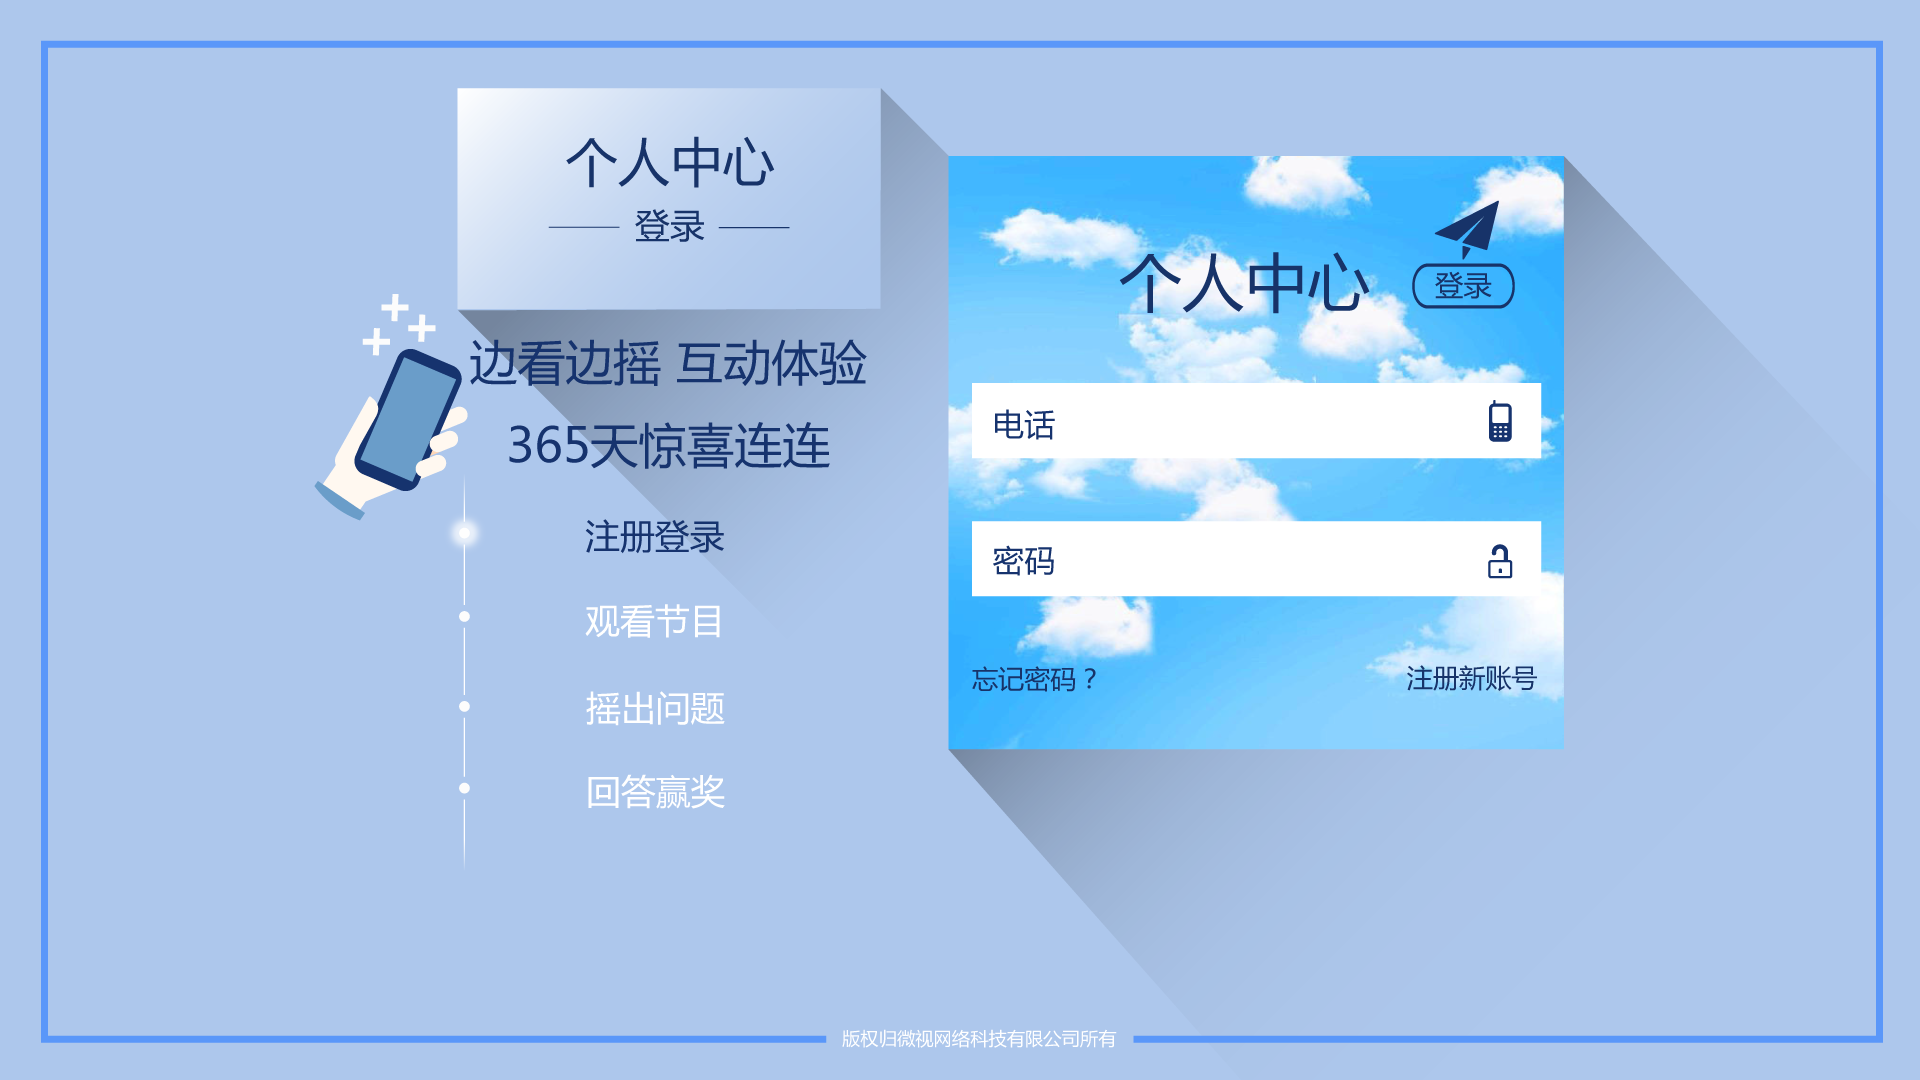 个人中心
登录
边看边摇 互动体验
365天惊喜连连
注册登录
观看节目
摇出问题
回答赢奖
个人中心
登录
电话
密码
忘记密码？
注册新账号
版权归微视网络科技有限公司所有